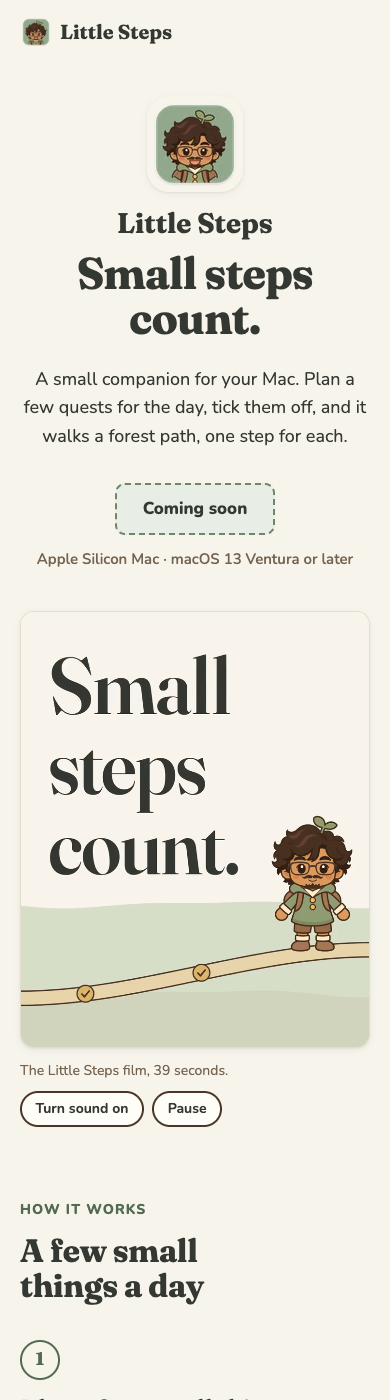 Little Steps
Little Steps
Small steps
count.
A small companion for your Mac. Plan a
few quests for the day, tick them off, and it
walks a forest path, one step for each.
Coming soon
Apple Silicon Mac · macOS 13 Ventura or later
Small
steps
count.
The Little Steps film, 39 seconds.
Turn sound on
Pause
HOW IT WORKS
A few small
things a day
1